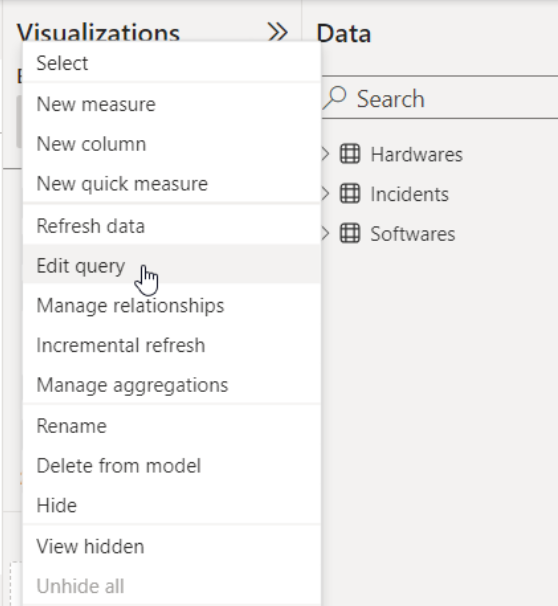 Visualizations
Data
Select
New measure
New column
New quick measure
Refresh data
Edit query
Manage relationships
Incremental refresh
Manage aggregations
Rename
Delete from model
Hide
View hidden
Unhide all
Search
Hardwares
Incidents
Softwares